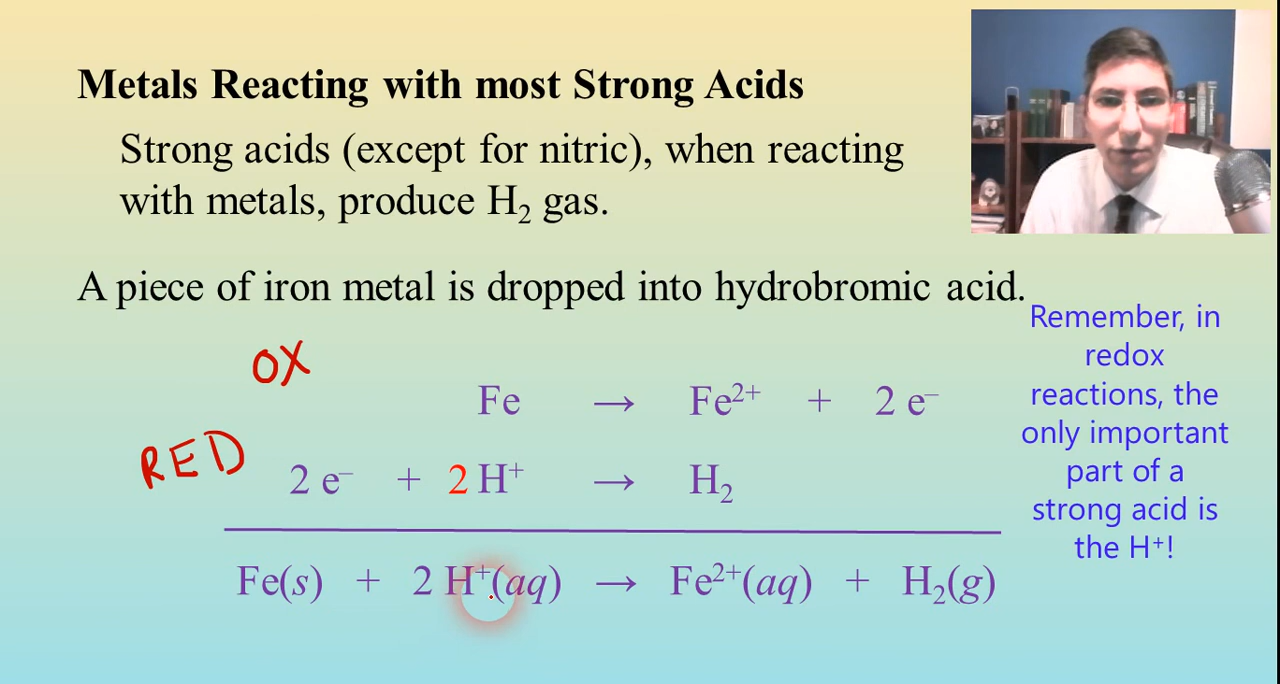 Metals Reacting with most Strong Acids
Strong acids (except for nitric), when reacting
with metals, produce H₂ gas.
A piece of iron metal is dropped into hydrobromic acid.
Remember, in
redox
reactions, the
only important
part of a
strong acid is
the H⁺!
OX
Fe → Fe²⁺ + 2 e⁻
RED
2 e⁻ + 2 H⁺ → H₂
Fe(s) + 2 H⁺(aq) → Fe²⁺(aq) + H₂(g)